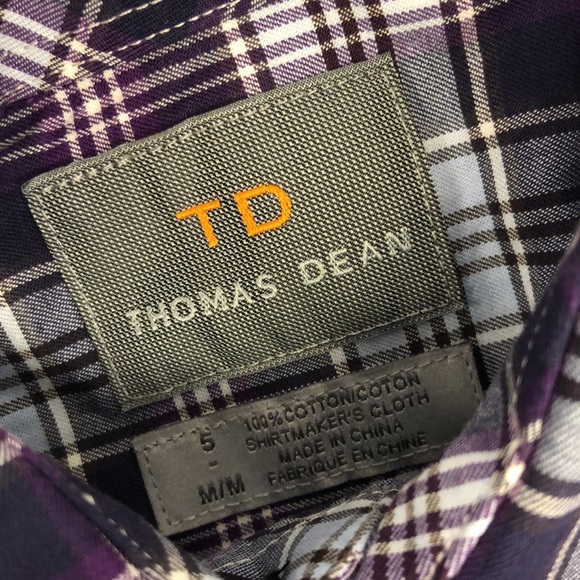 TD
THOMAS DEAN
5
-
M/M
100% COTTON/COTON
SHIRTMAKER'S CLOTH
MADE IN CHINA
FABRIQUE EN CHINE